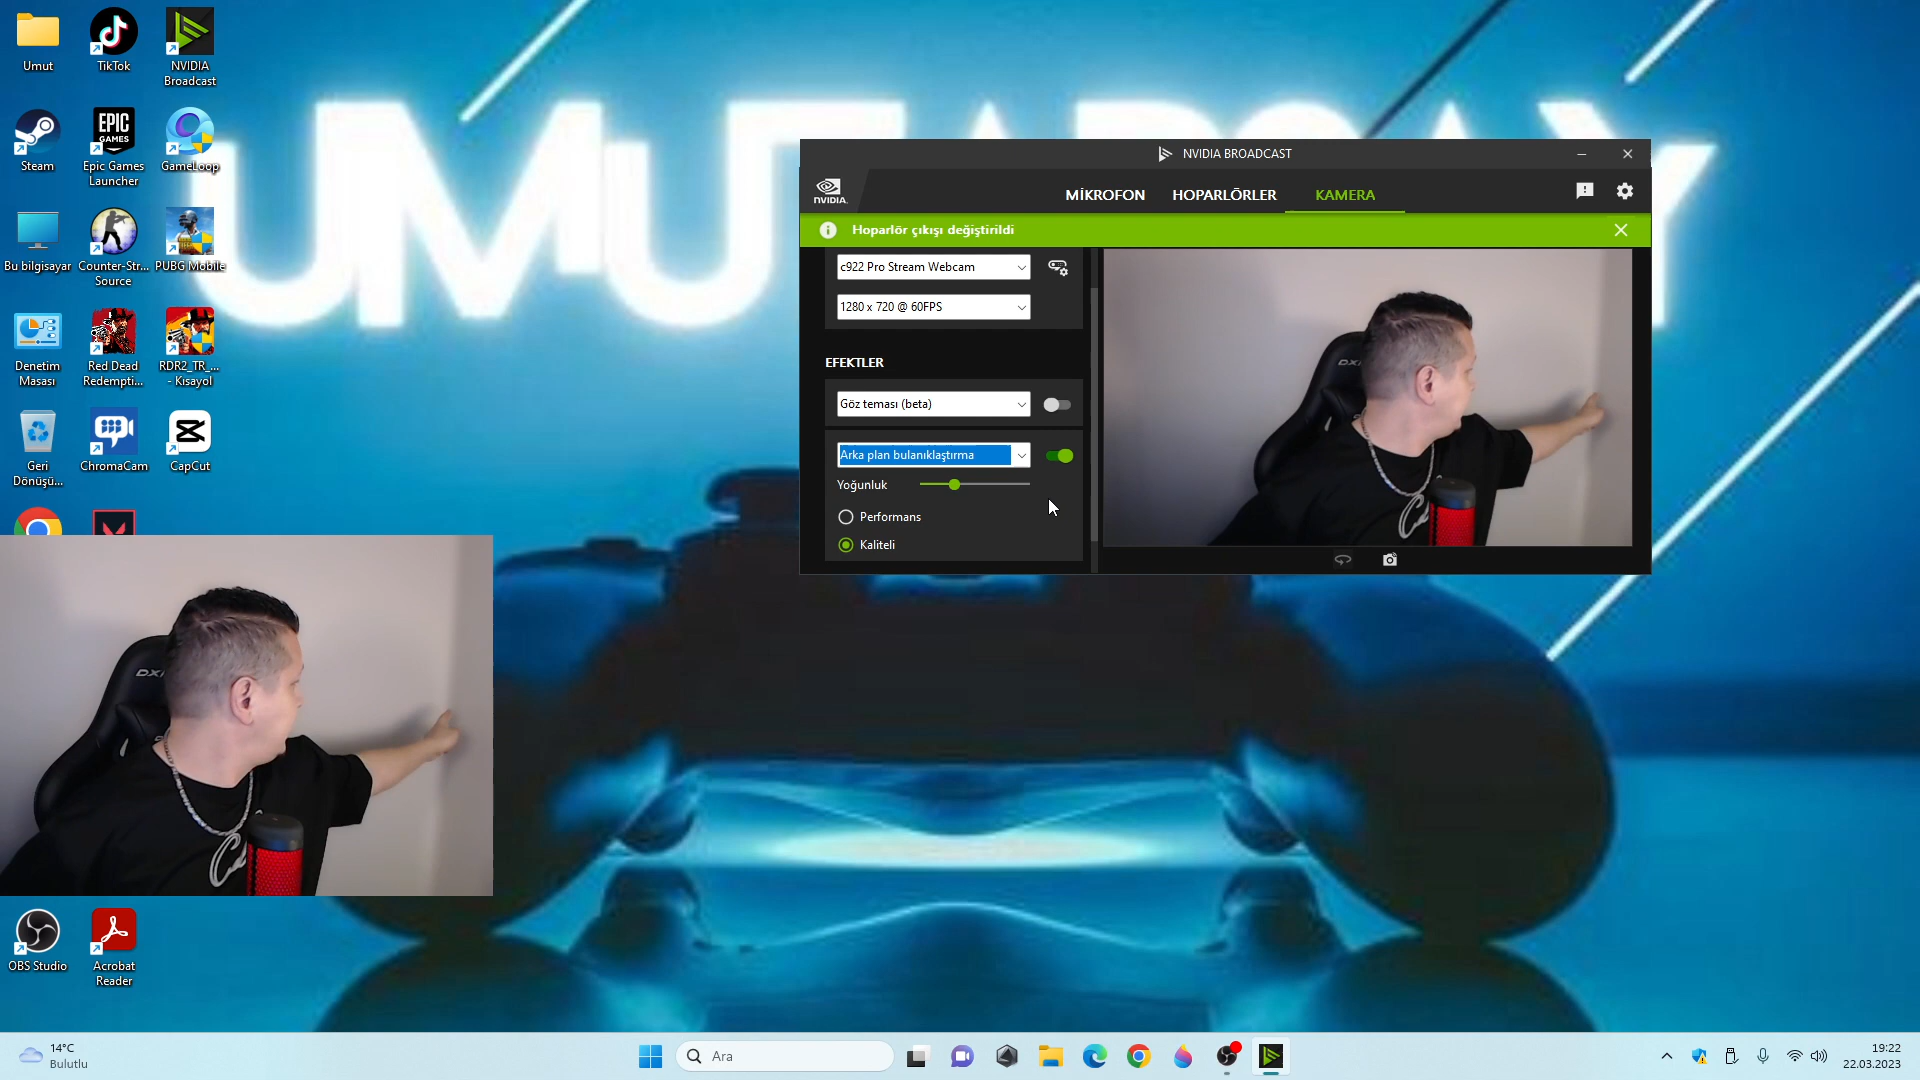 Umut
TikTok
NVIDIA
Broadcast
Steam
EPIC
GAMES
Epic Games
Launcher
GameLoop
Bu bilgisayar
Counter-Str...
Source
PUBG Mobile
Denetim
Masası
Red Dead
Redempti...
RDR2_TR_...
- Kısayol
Geri
Dönüşü...
ChromaCam
CapCut
OBS Studio
Acrobat
Reader
NVIDIA BROADCAST
NVIDIA.
MİKROFON
HOPARLÖRLER
KAMERA
Hoparlör çıkışı değiştirildi
c922 Pro Stream Webcam
1280 x 720 @ 60FPS
EFEKTLER
Göz teması (beta)
Arka plan bulanıklaştırma
Yoğunluk
Performans
Kaliteli
14°C
Bulutlu
Ara
19:22
22.03.2023